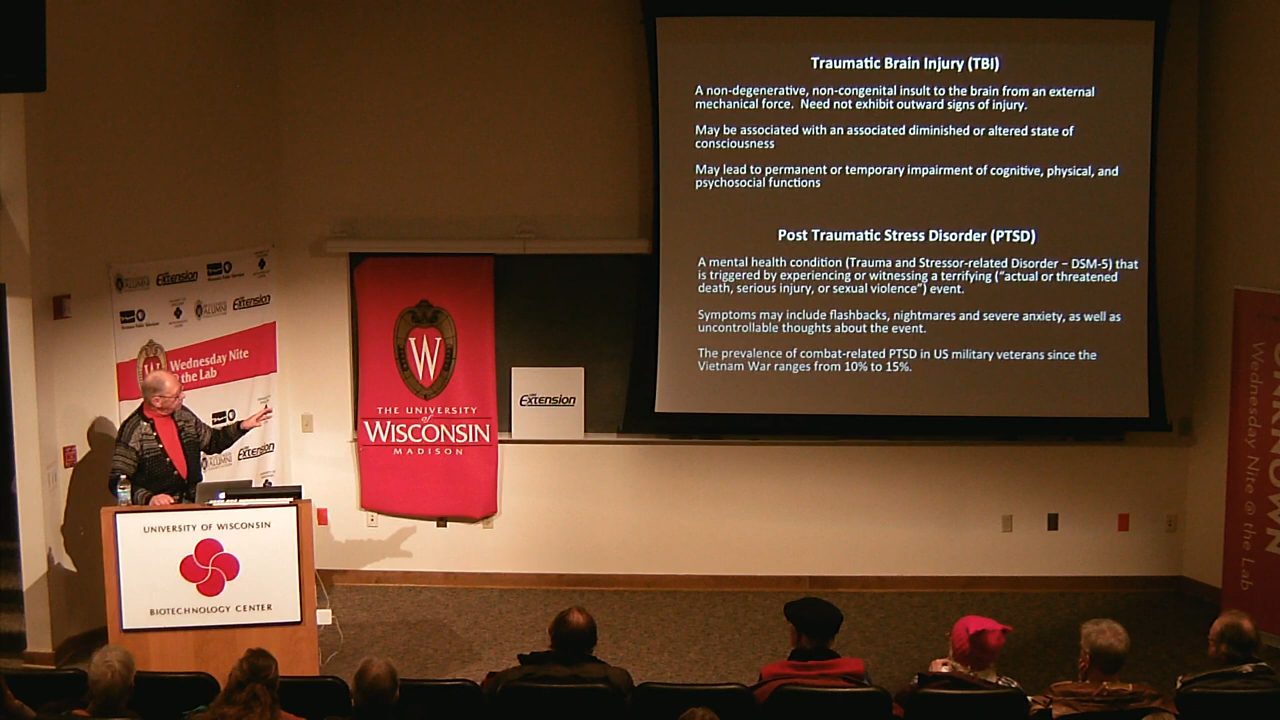 Traumatic Brain Injury (TBI)
A non-degenerative, non-congenital insult to the brain from an external
mechanical force. Need not exhibit outward signs of injury.
May be associated with an associated diminished or altered state of
consciousness
May lead to permanent or temporary impairment of cognitive, physical, and
psychosocial functions
Post Traumatic Stress Disorder (PTSD)
A mental health condition (Trauma and Stressor-related Disorder – DSM-5) that
is triggered by experiencing or witnessing a terrifying ("actual or threatened
death, serious injury, or sexual violence") event.
Symptoms may include flashbacks, nightmares and severe anxiety, as well as
uncontrollable thoughts about the event.
The prevalence of combat-related PTSD in US military veterans since the
Vietnam War ranges from 10% to 15%.
ALUMNI
Extension
PBS
ALUMNI
Extension
Wednesday Nite
@ the Lab
W
PBS
ALUMNI
Extension
W
THE UNIVERSITY
of
WISCONSIN
MADISON
Extension
UNIVERSITY OF WISCONSIN
BIOTECHNOLOGY CENTER
Wednesday Nite @ the Lab